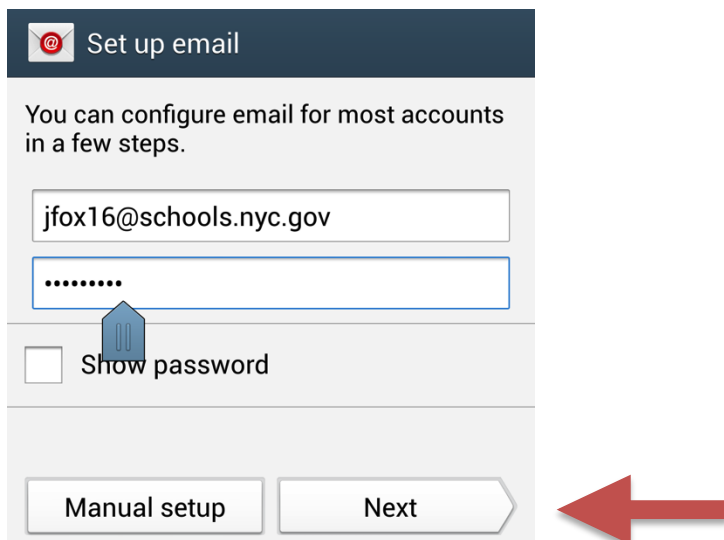 Set up email
You can configure email for most accounts
in a few steps.
jfox16@schools.nyc.gov
•••••••••
Show password
Manual setup
Next